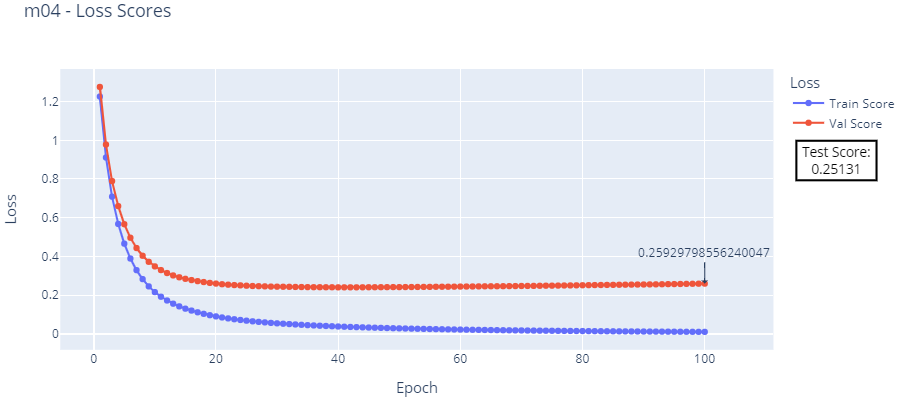 m04 - Loss Scores
Loss
Train Score
Val Score
Test Score:
0.25131
0.25929798556240047
1.2
1
0.8
0.6
0.4
0.2
0
Loss
0
20
40
60
80
100
Epoch